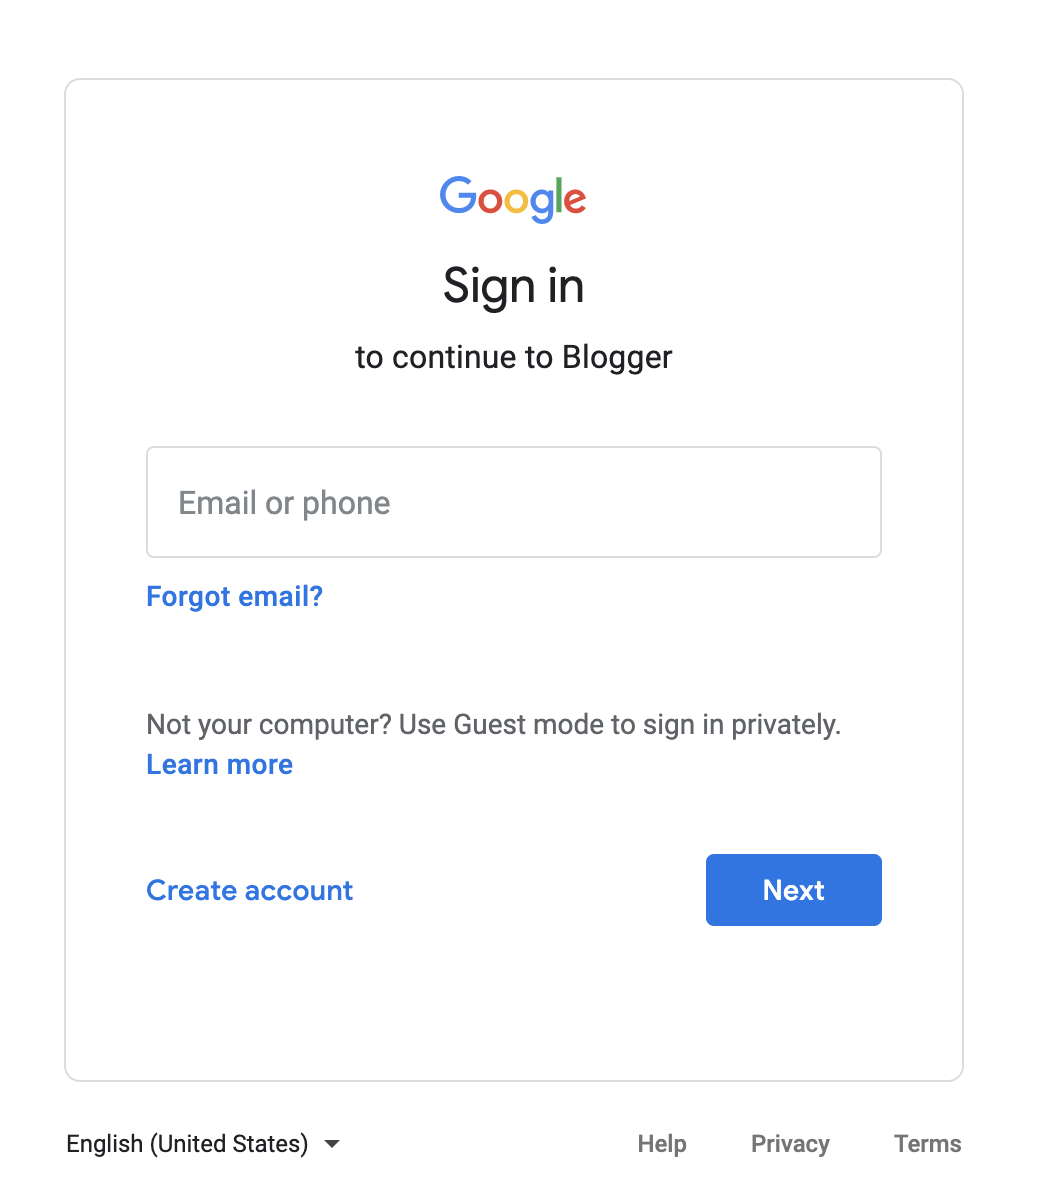 Google
Sign in
to continue to Blogger
Email or phone
Forgot email?
Not your computer? Use Guest mode to sign in privately.
Learn more
Create account
Next
English (United States)
Help
Privacy
Terms